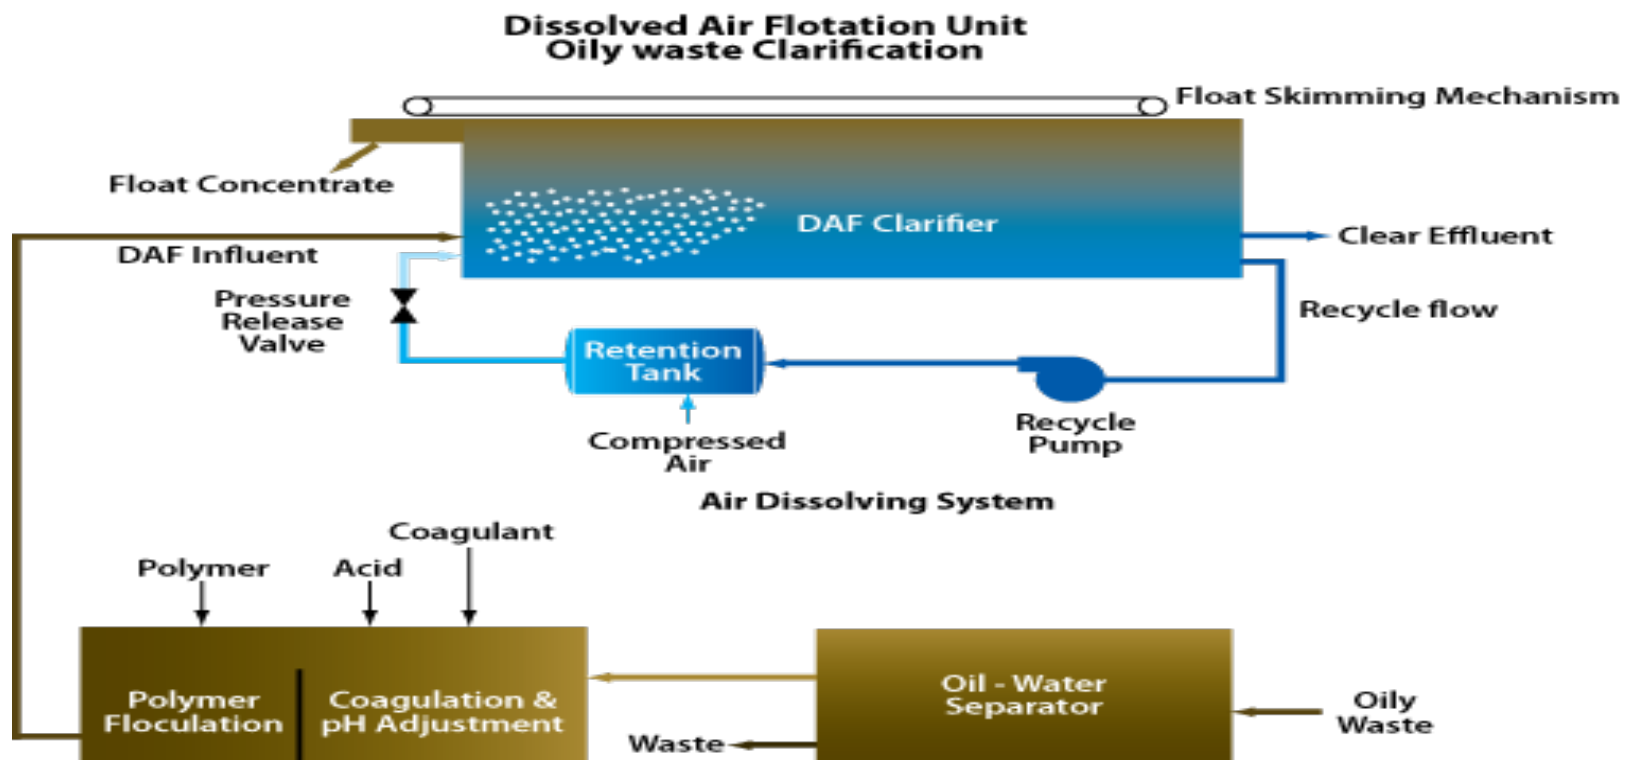 Dissolved Air Flotation Unit
Oily waste Clarification
Float Skimming Mechanism
Float Concentrate
DAF Clarifier
DAF Influent
Clear Effluent
Pressure
Release
Valve
Recycle flow
Retention
Tank
Recycle
Pump
Compressed
Air
Air Dissolving System
Coagulant
Polymer
Acid
Polymer
Floculation
Coagulation &
pH Adjustment
Oil - Water
Separator
Oily
Waste
Waste